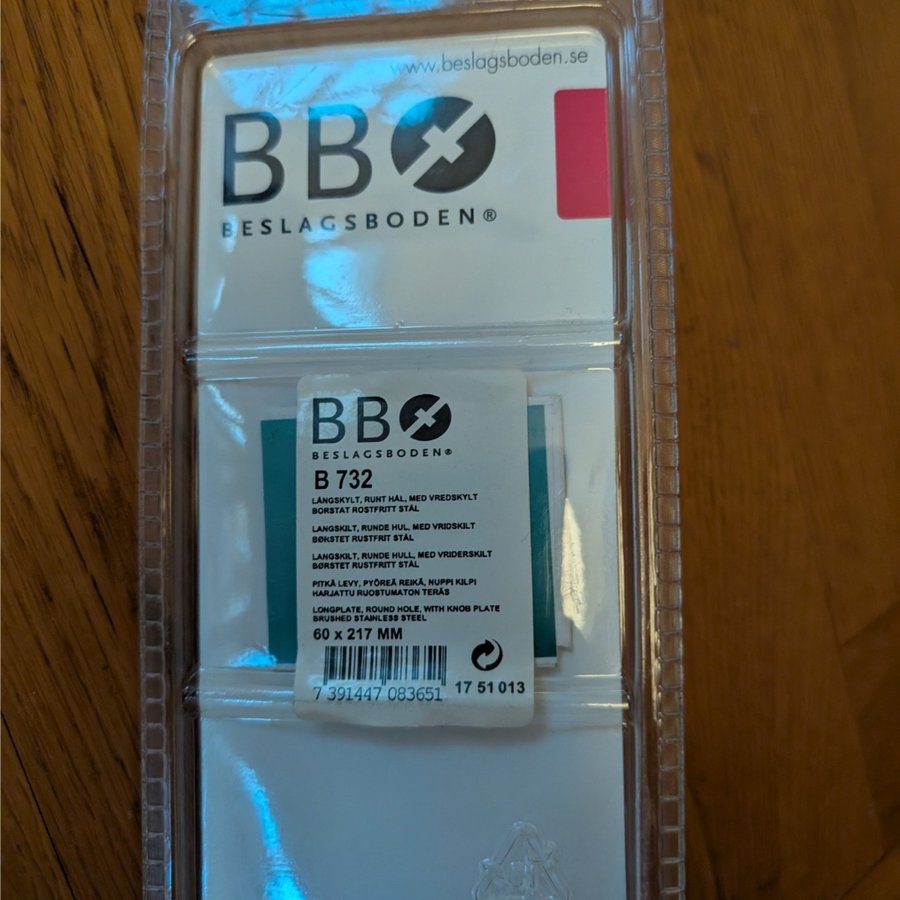 www.beslagsboden.se
BB
BESLAGSBODEN®
BB
BESLAGSBODEN®
B 732
LÅNGSKYLT, RUNT HÅL, MED VREDSKYLT
BORSTAT ROSTFRITT STÅL
LANGSKILT, RUNDE HUL, MED VRIDSKILT
BØRSTET RUSTFRIT STÅL
LANGSKILT, RUNDE HULL, MED VRIDERSKILT
BØRSTET RUSTFRITT STÅL
PITKÄ LEVY, PYÖREÄ REIKÄ, NUPPI KILPI
HARJATTU RUOSTUMATON TERÄS
LONGPLATE, ROUND HOLE, WITH KNOB PLATE
BRUSHED STAINLESS STEEL
60 x 217 MM
7 391447 083651
17 51 013